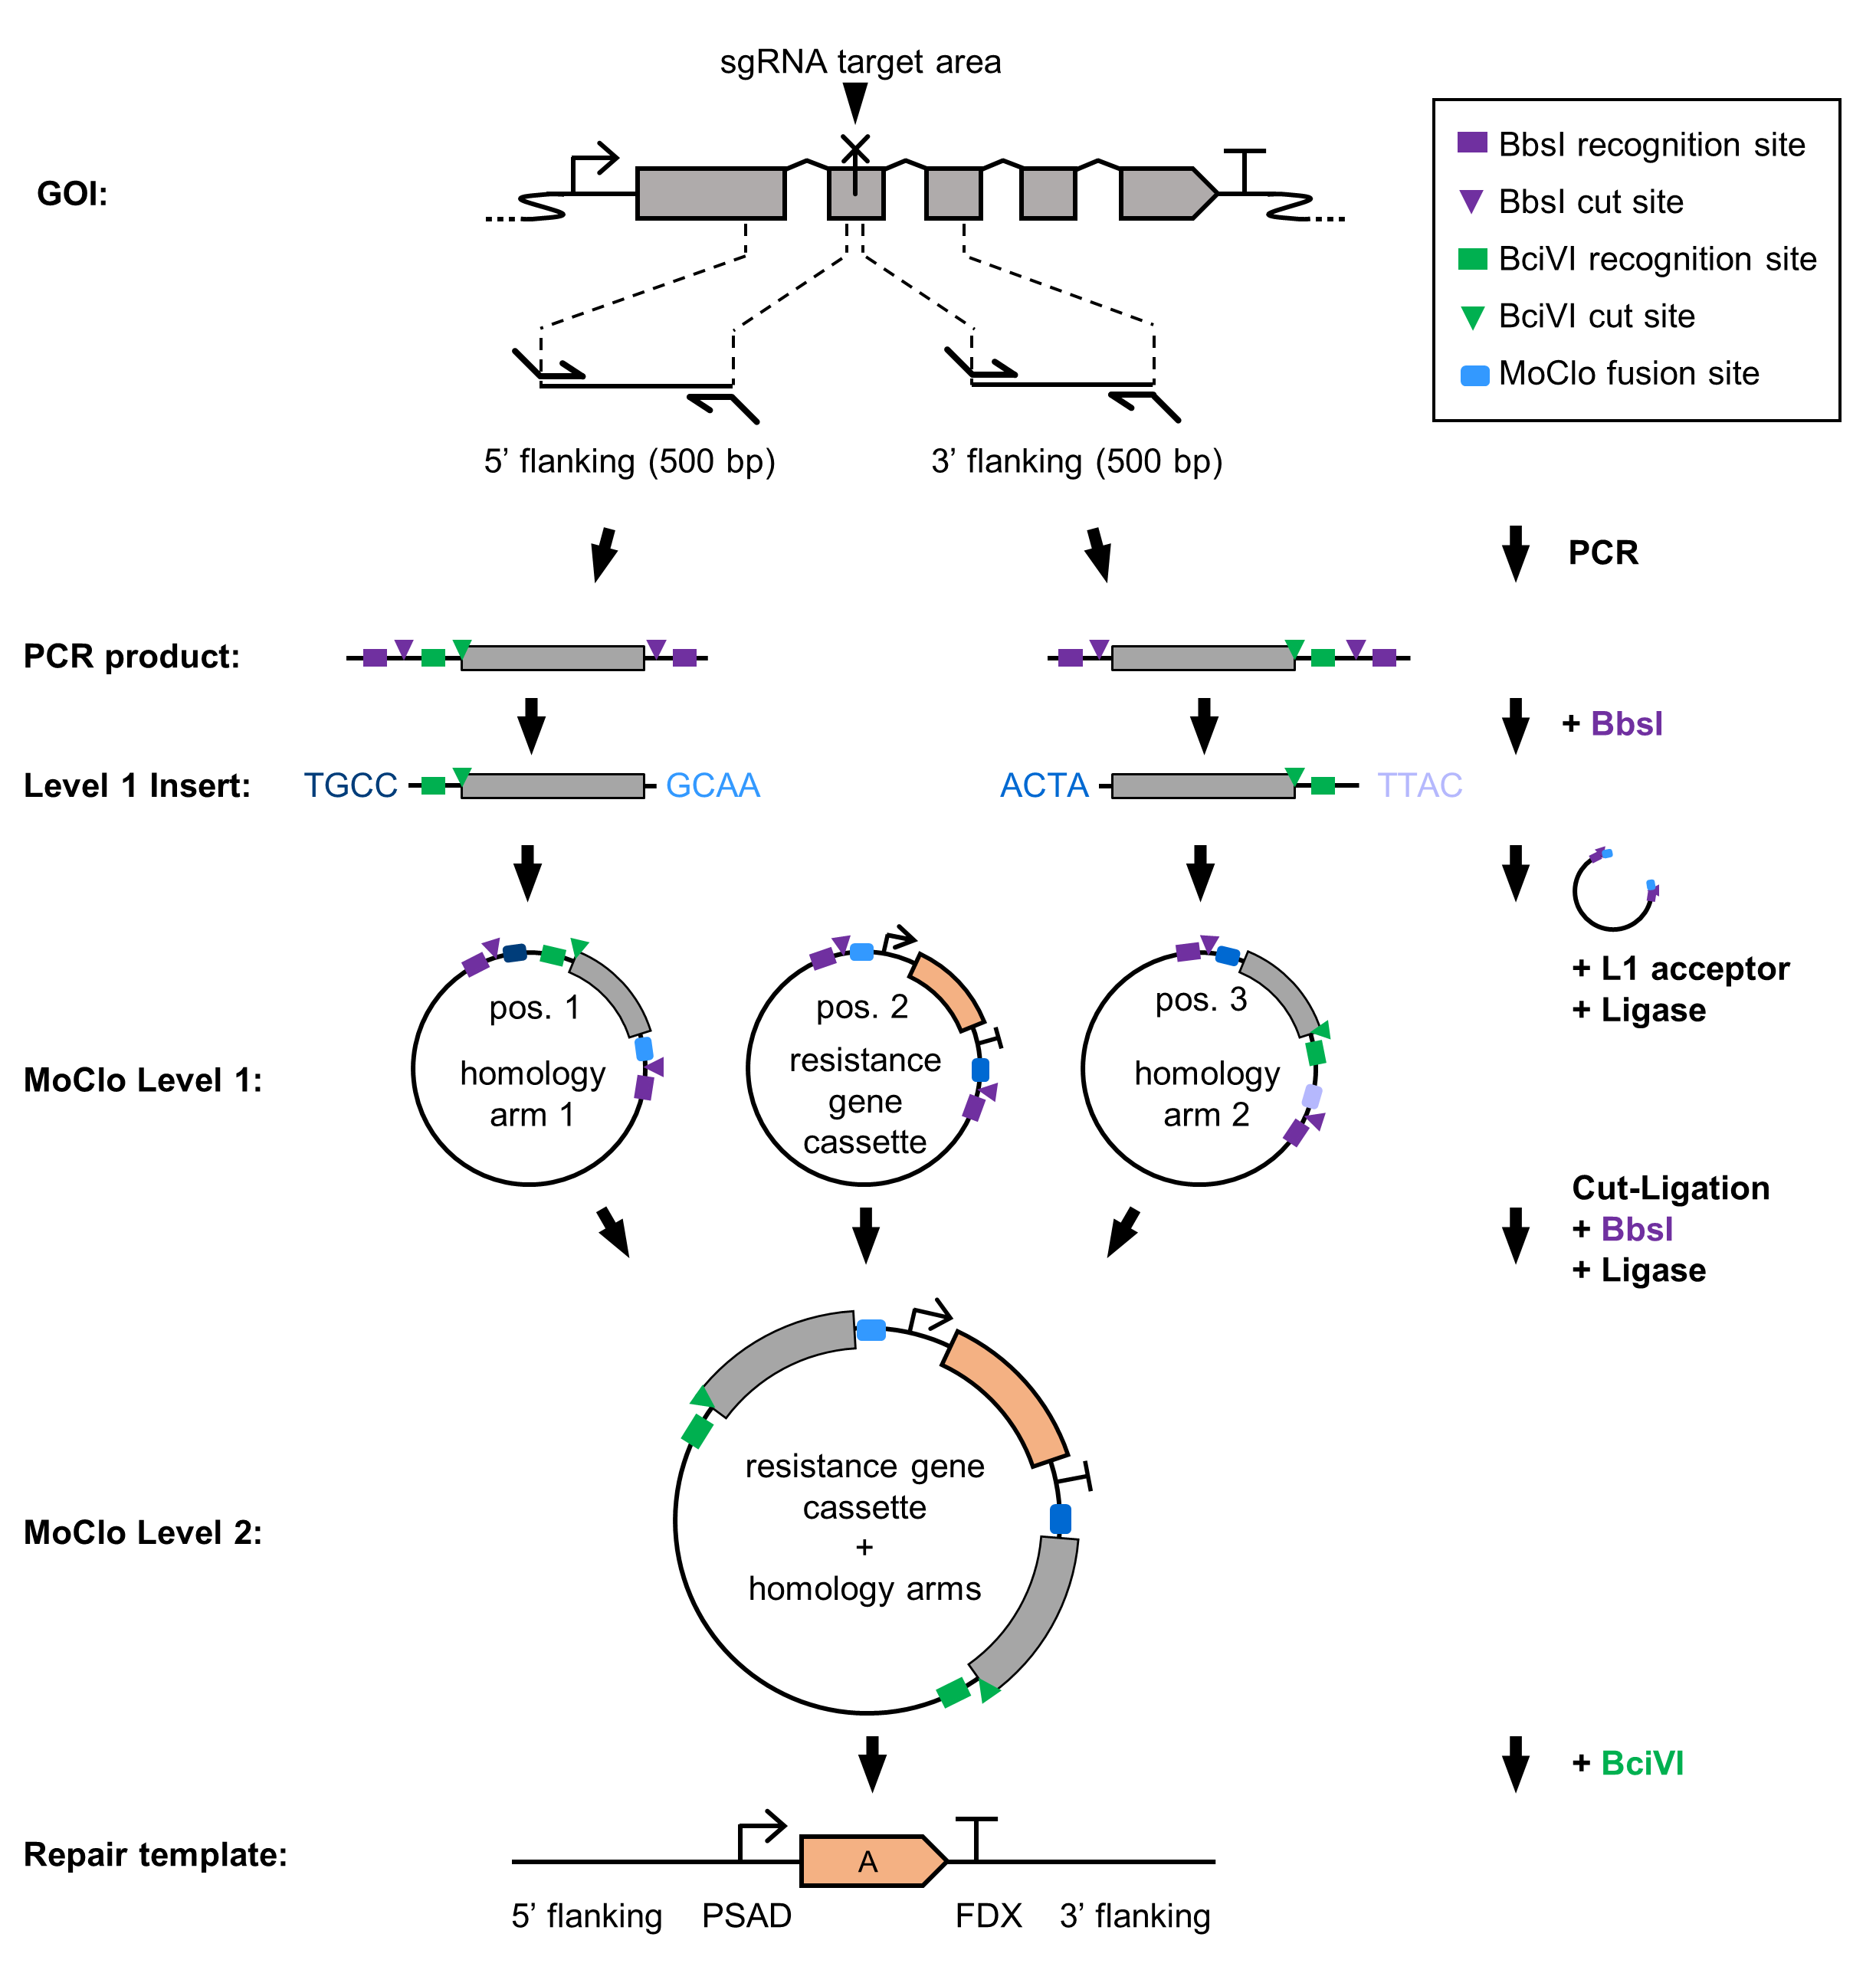 sgRNA target area
GOI:
BbsI recognition site
BbsI cut site
BciVI recognition site
BciVI cut site
MoClo fusion site
5’ flanking (500 bp)
3’ flanking (500 bp)
PCR
PCR product:
+ BbsI
Level 1 Insert:
TGCC
GCAA
ACTA
TTAC
+ L1 acceptor
+ Ligase
MoClo Level 1:
pos. 1
homology
arm 1
pos. 2
resistance
gene
cassette
pos. 3
homology
arm 2
Cut-Ligation
+ BbsI
+ Ligase
MoClo Level 2:
resistance gene
cassette
+
homology arms
+ BciVI
Repair template:
A
5’ flanking
PSAD
FDX
3’ flanking